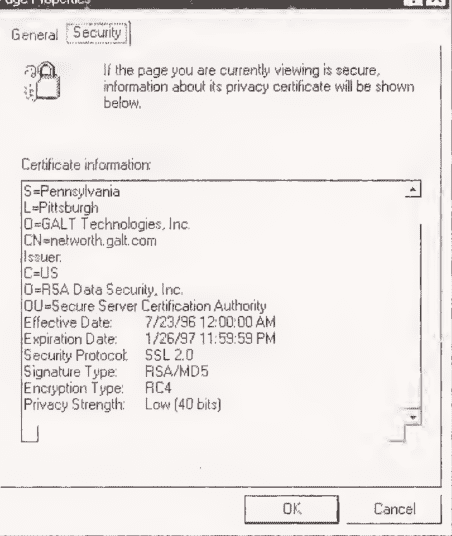 Page Properties
General Security
If the page you are currently viewing is secure,
information about its privacy certificate will be shown
below.
Certificate information:
S=Pennsylvania
L=Pittsburgh
O=GALT Technologies, Inc.
CN=networth.galt.com
Issuer:
C=US
O=RSA Data Security, Inc.
OU=Secure Server Certification Authority
Effective Date: 7/23/96 12:00:00 AM
Expiration Date: 1/26/97 11:59:59 PM
Security Protocol: SSL 2.0
Signature Type: RSA/MD5
Encryption Type: RC4
Privacy Strength: Low (40 bits)
OK Cancel